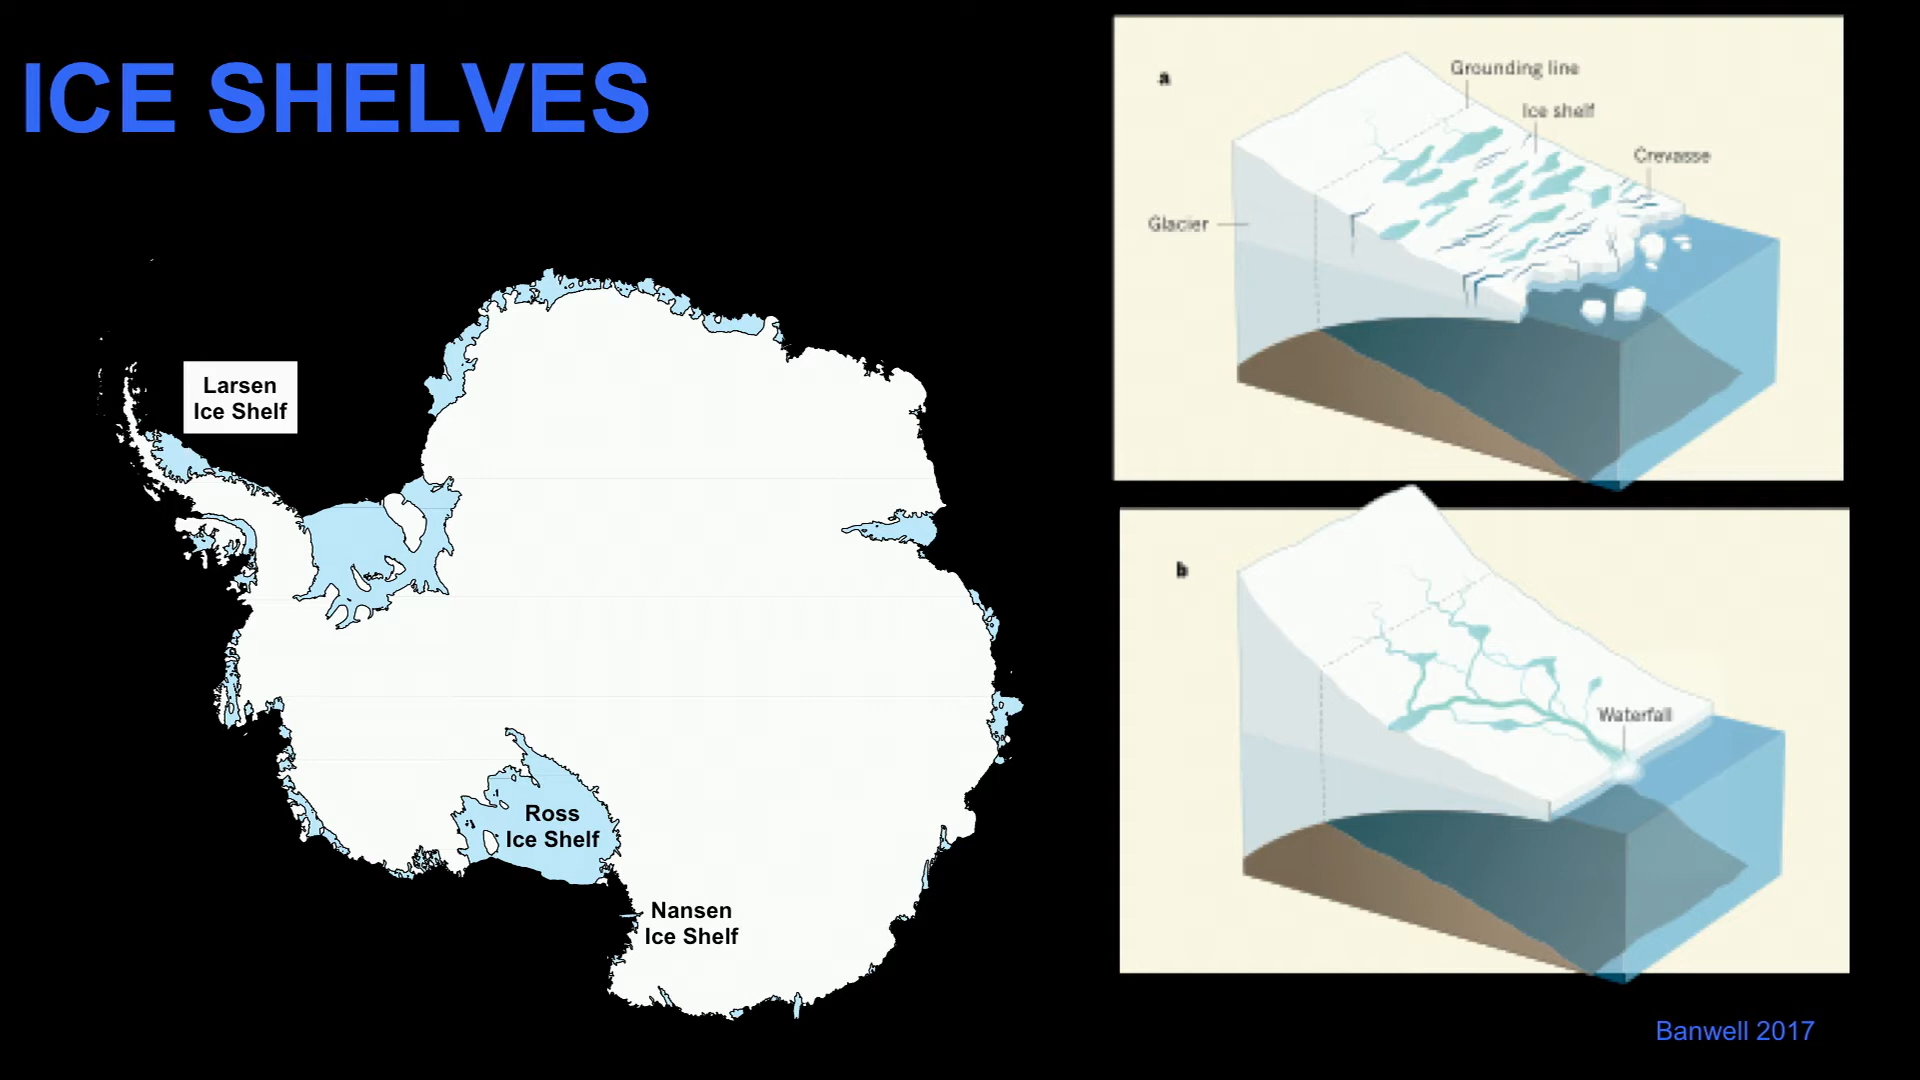 ICE SHELVES
Larsen
Ice Shelf
Ross
Ice Shelf
Nansen
Ice Shelf
a
Grounding line
Ice shelf
Crevasse
Glacier
b
Waterfall
Banwell 2017